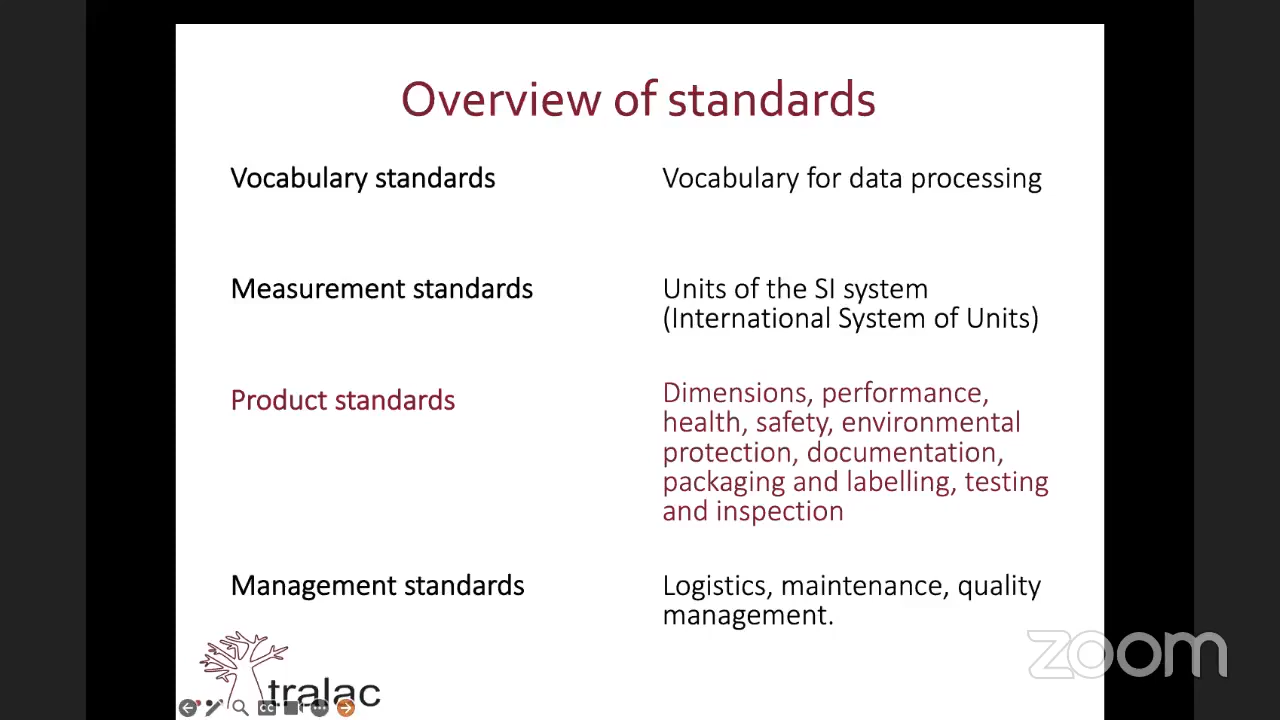 Overview of standards
Vocabulary standards
Vocabulary for data processing
Measurement standards
Units of the SI system
(International System of Units)
Product standards
Dimensions, performance,
health, safety, environmental
protection, documentation,
packaging and labelling, testing
and inspection
Management standards
Logistics, maintenance, quality
management.
tralac
CC
zoom